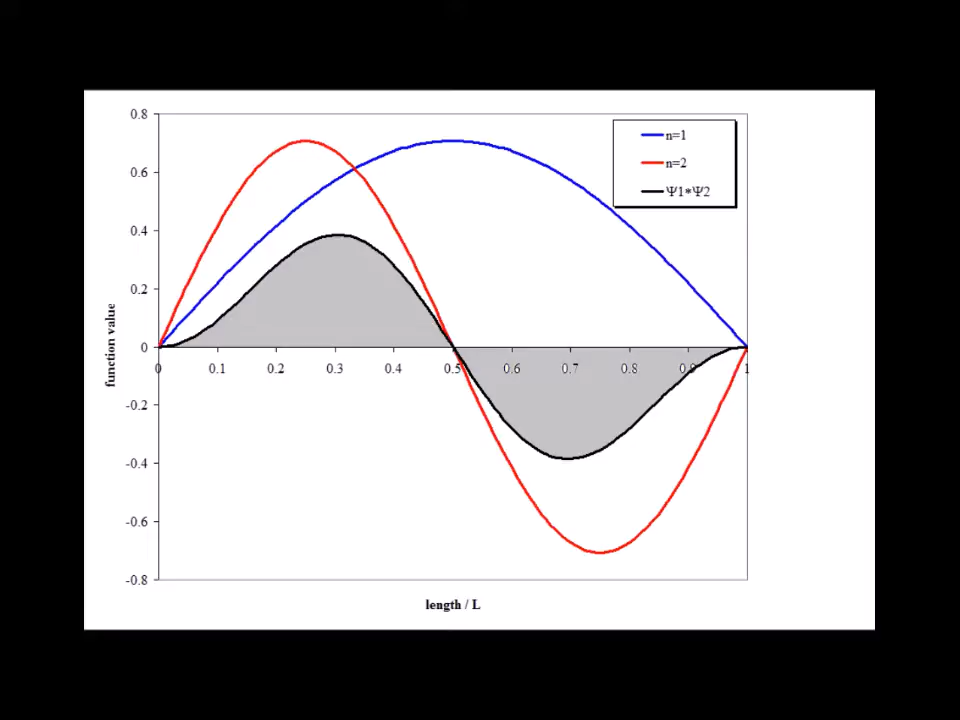 0.8
n=1
n=2
Ψ1*Ψ2
0.6
0.4
0.2
0
-0.2
-0.4
-0.6
-0.8
function value
0 0.1 0.2 0.3 0.4 0.5 0.6 0.7 0.8 0.9 1
length / L